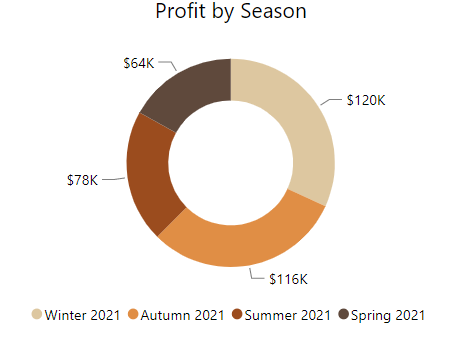 Profit by Season
$64K
$120K
$78K
$116K
Winter 2021 Autumn 2021 Summer 2021 Spring 2021